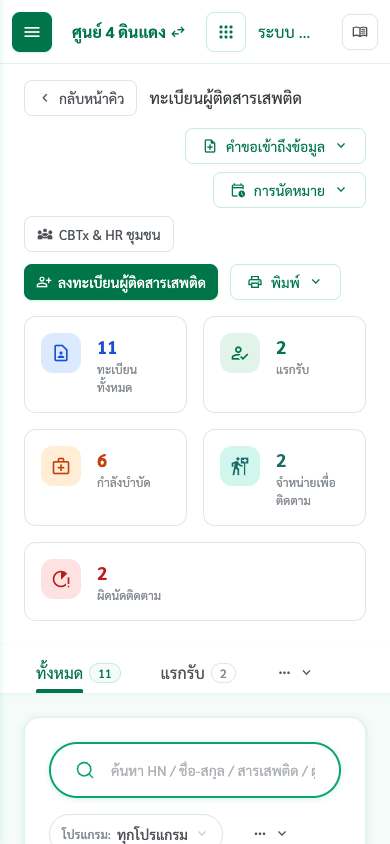 ศูนย์ 4 ดินแดง
ระบบ ...
กลับหน้าคิว
ทะเบียนผู้ติดสารเสพติด
คำขอเข้าถึงข้อมูล
การนัดหมาย
CBTx & HR ชุมชน
ลงทะเบียนผู้ติดสารเสพติด
พิมพ์
11
ทะเบียน
ทั้งหมด
2
แรกรับ
6
กำลังบำบัด
2
จำหน่ายเพื่อ
ติดตาม
2
ผิดนัดติดตาม
ทั้งหมด 11
แรกรับ 2
ค้นหา HN / ชื่อ-สกุล / สารเสพติด /
โปรแกรม: ทุกโปรแกรม